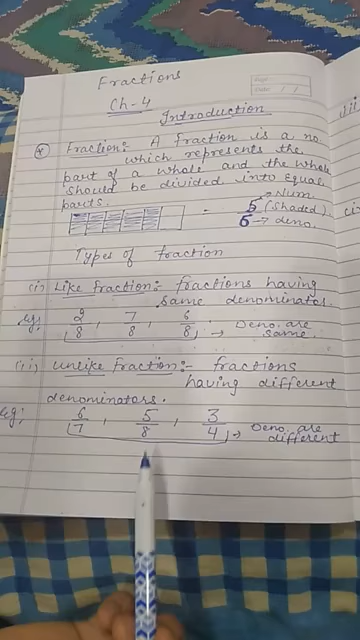 Fractions
Ch-4
Introduction
Date / /
Fraction:- A fraction is a no.
which represents the
part of a whole and the whole
should be divided into equal
parts.
= 5/6 → Num. (Shaded)
→ deno.
Types of fraction
(i) Like fraction:- fractions having
same denominator.
eg; 2/8, 7/8, 6/8 → Deno. are same.
(ii) Unlike fraction:- fractions
having different
denominators.
eg; 6/7, 5/8, 3/4 → Deno. are different